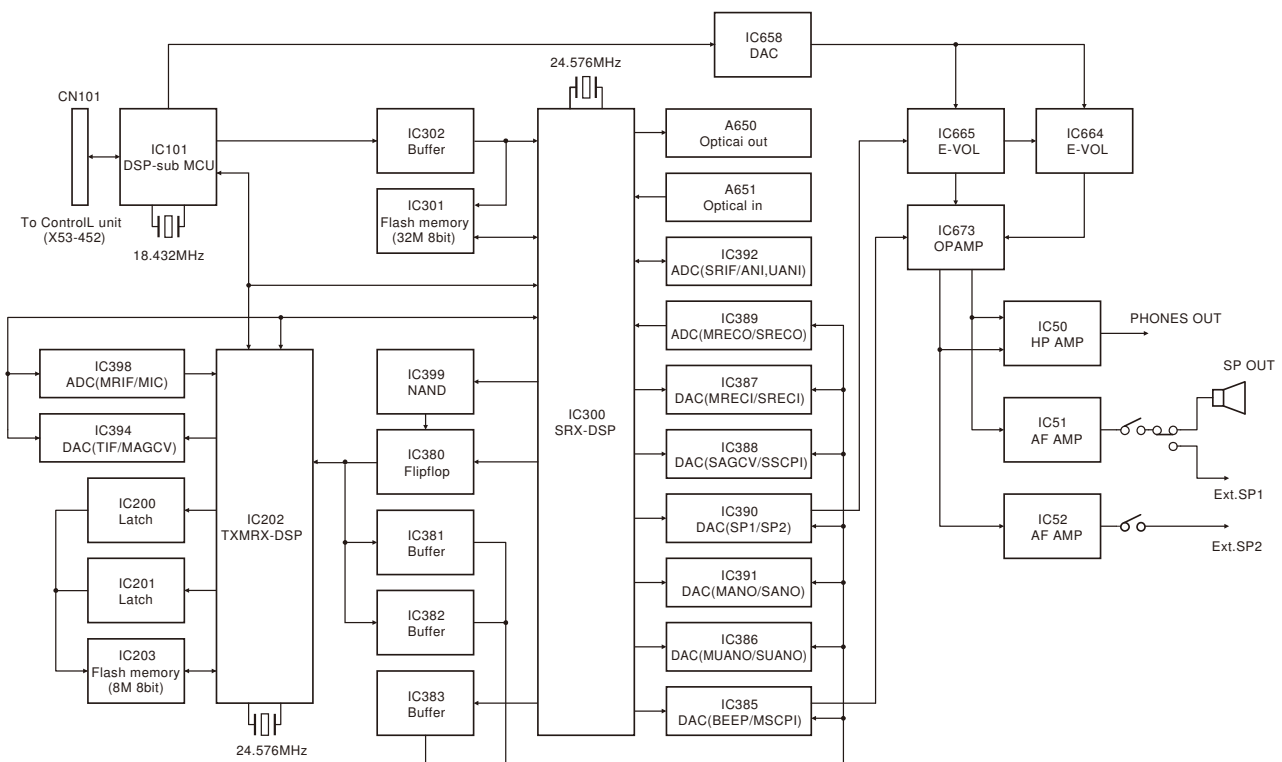 IC658
DAC
24.576MHz
CN101
IC101
DSP-sub MCU
To ControlL unit
(X53-452)
18.432MHz
IC302
Buffer
IC301
Flash memory
(32M 8bit)
IC300
SRX-DSP
A650
Opticai out
A651
Optical in
IC392
ADC(SRIF/ANI,UANI)
IC389
ADC(MRECO/SRECO)
IC387
DAC(MRECI/SRECI)
IC388
DAC(SAGCV/SSCPI)
IC390
DAC(SP1/SP2)
IC391
DAC(MANO/SANO)
IC386
DAC(MUANO/SUANO)
IC385
DAC(BEEP/MSCPI)
IC665
E-VOL
IC664
E-VOL
IC673
OPAMP
IC50
HP AMP
PHONES OUT
SP OUT
IC51
AF AMP
Ext.SP1
IC52
AF AMP
Ext.SP2
IC398
ADC(MRIF/MIC)
IC394
DAC(TIF/MAGCV)
IC200
Latch
IC201
Latch
IC203
Flash memory
(8M 8bit)
IC202
TXMRX-DSP
24.576MHz
IC399
NAND
IC380
Flipflop
IC381
Buffer
IC382
Buffer
IC383
Buffer